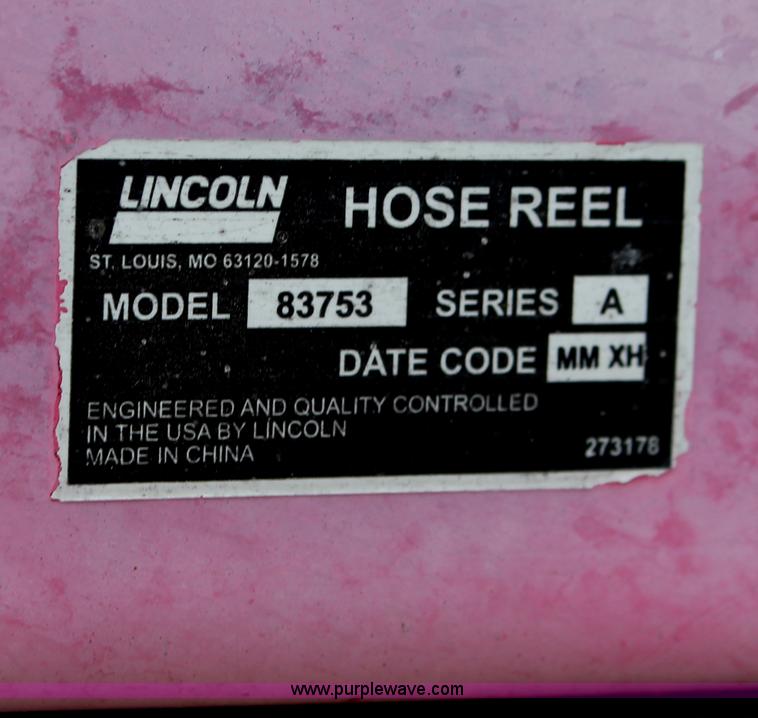 LINCOLN
HOSE REEL
ST. LOUIS, MO 63120-1578
MODEL 83753 SERIES A
DATE CODE MM XH
ENGINEERED AND QUALITY CONTROLLED
IN THE USA BY LINCOLN
MADE IN CHINA
273178
www.purplewave.com